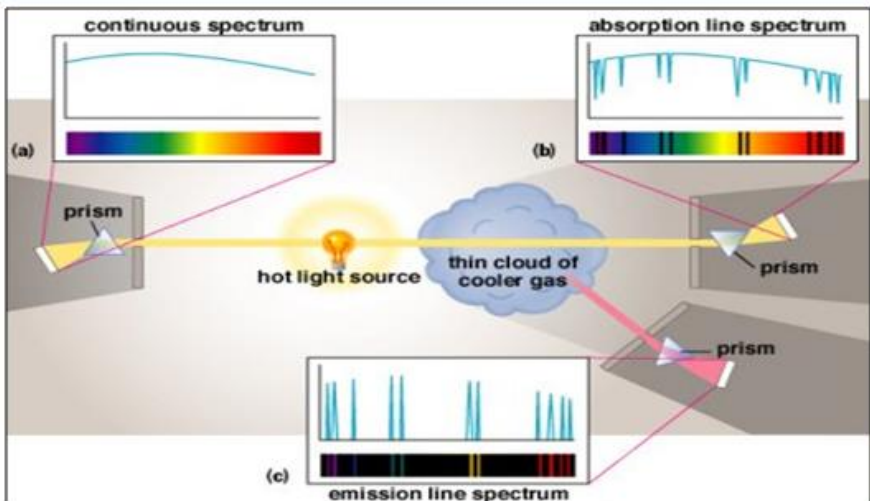 continuous spectrum
absorption line spectrum
(a)
(b)
prism
hot light source
thin cloud of
cooler gas
prism
prism
(c)
emission line spectrum